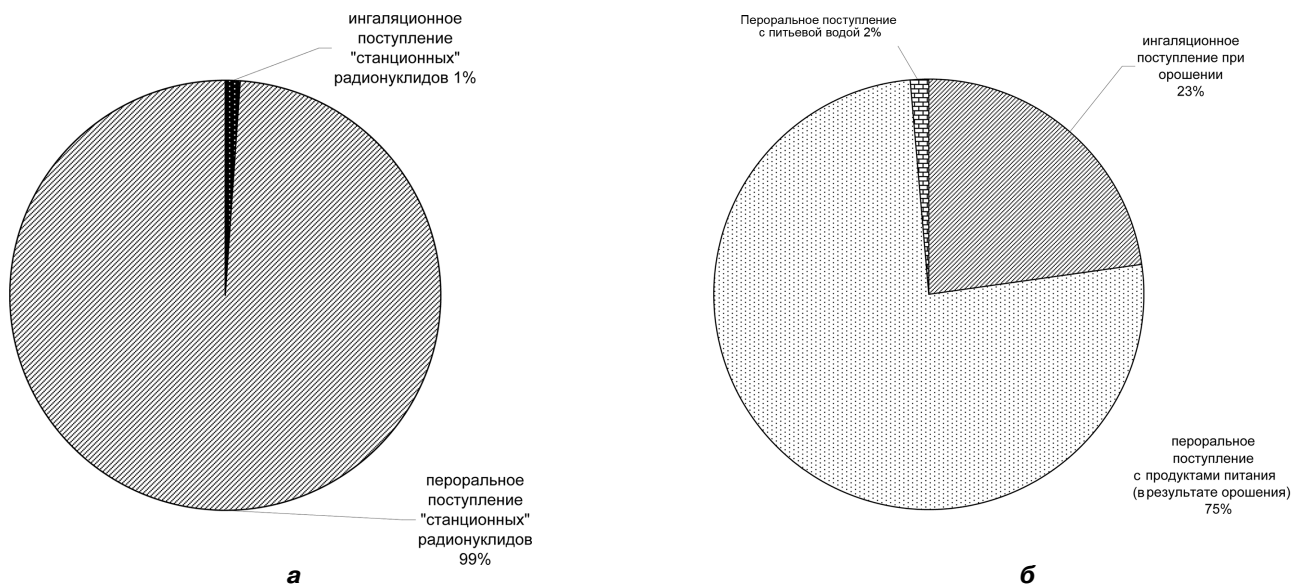 ингаляционное
поступление
"станционных"
радионуклидов 1%
пероральное
поступление
"станционных"
радионуклидов
99%
а
Пероральное поступление
с питьевой водой 2%
ингаляционное
поступление при
орошении
23%
пероральное
поступление
с продуктами питания
(в результате орошения)
75%
б